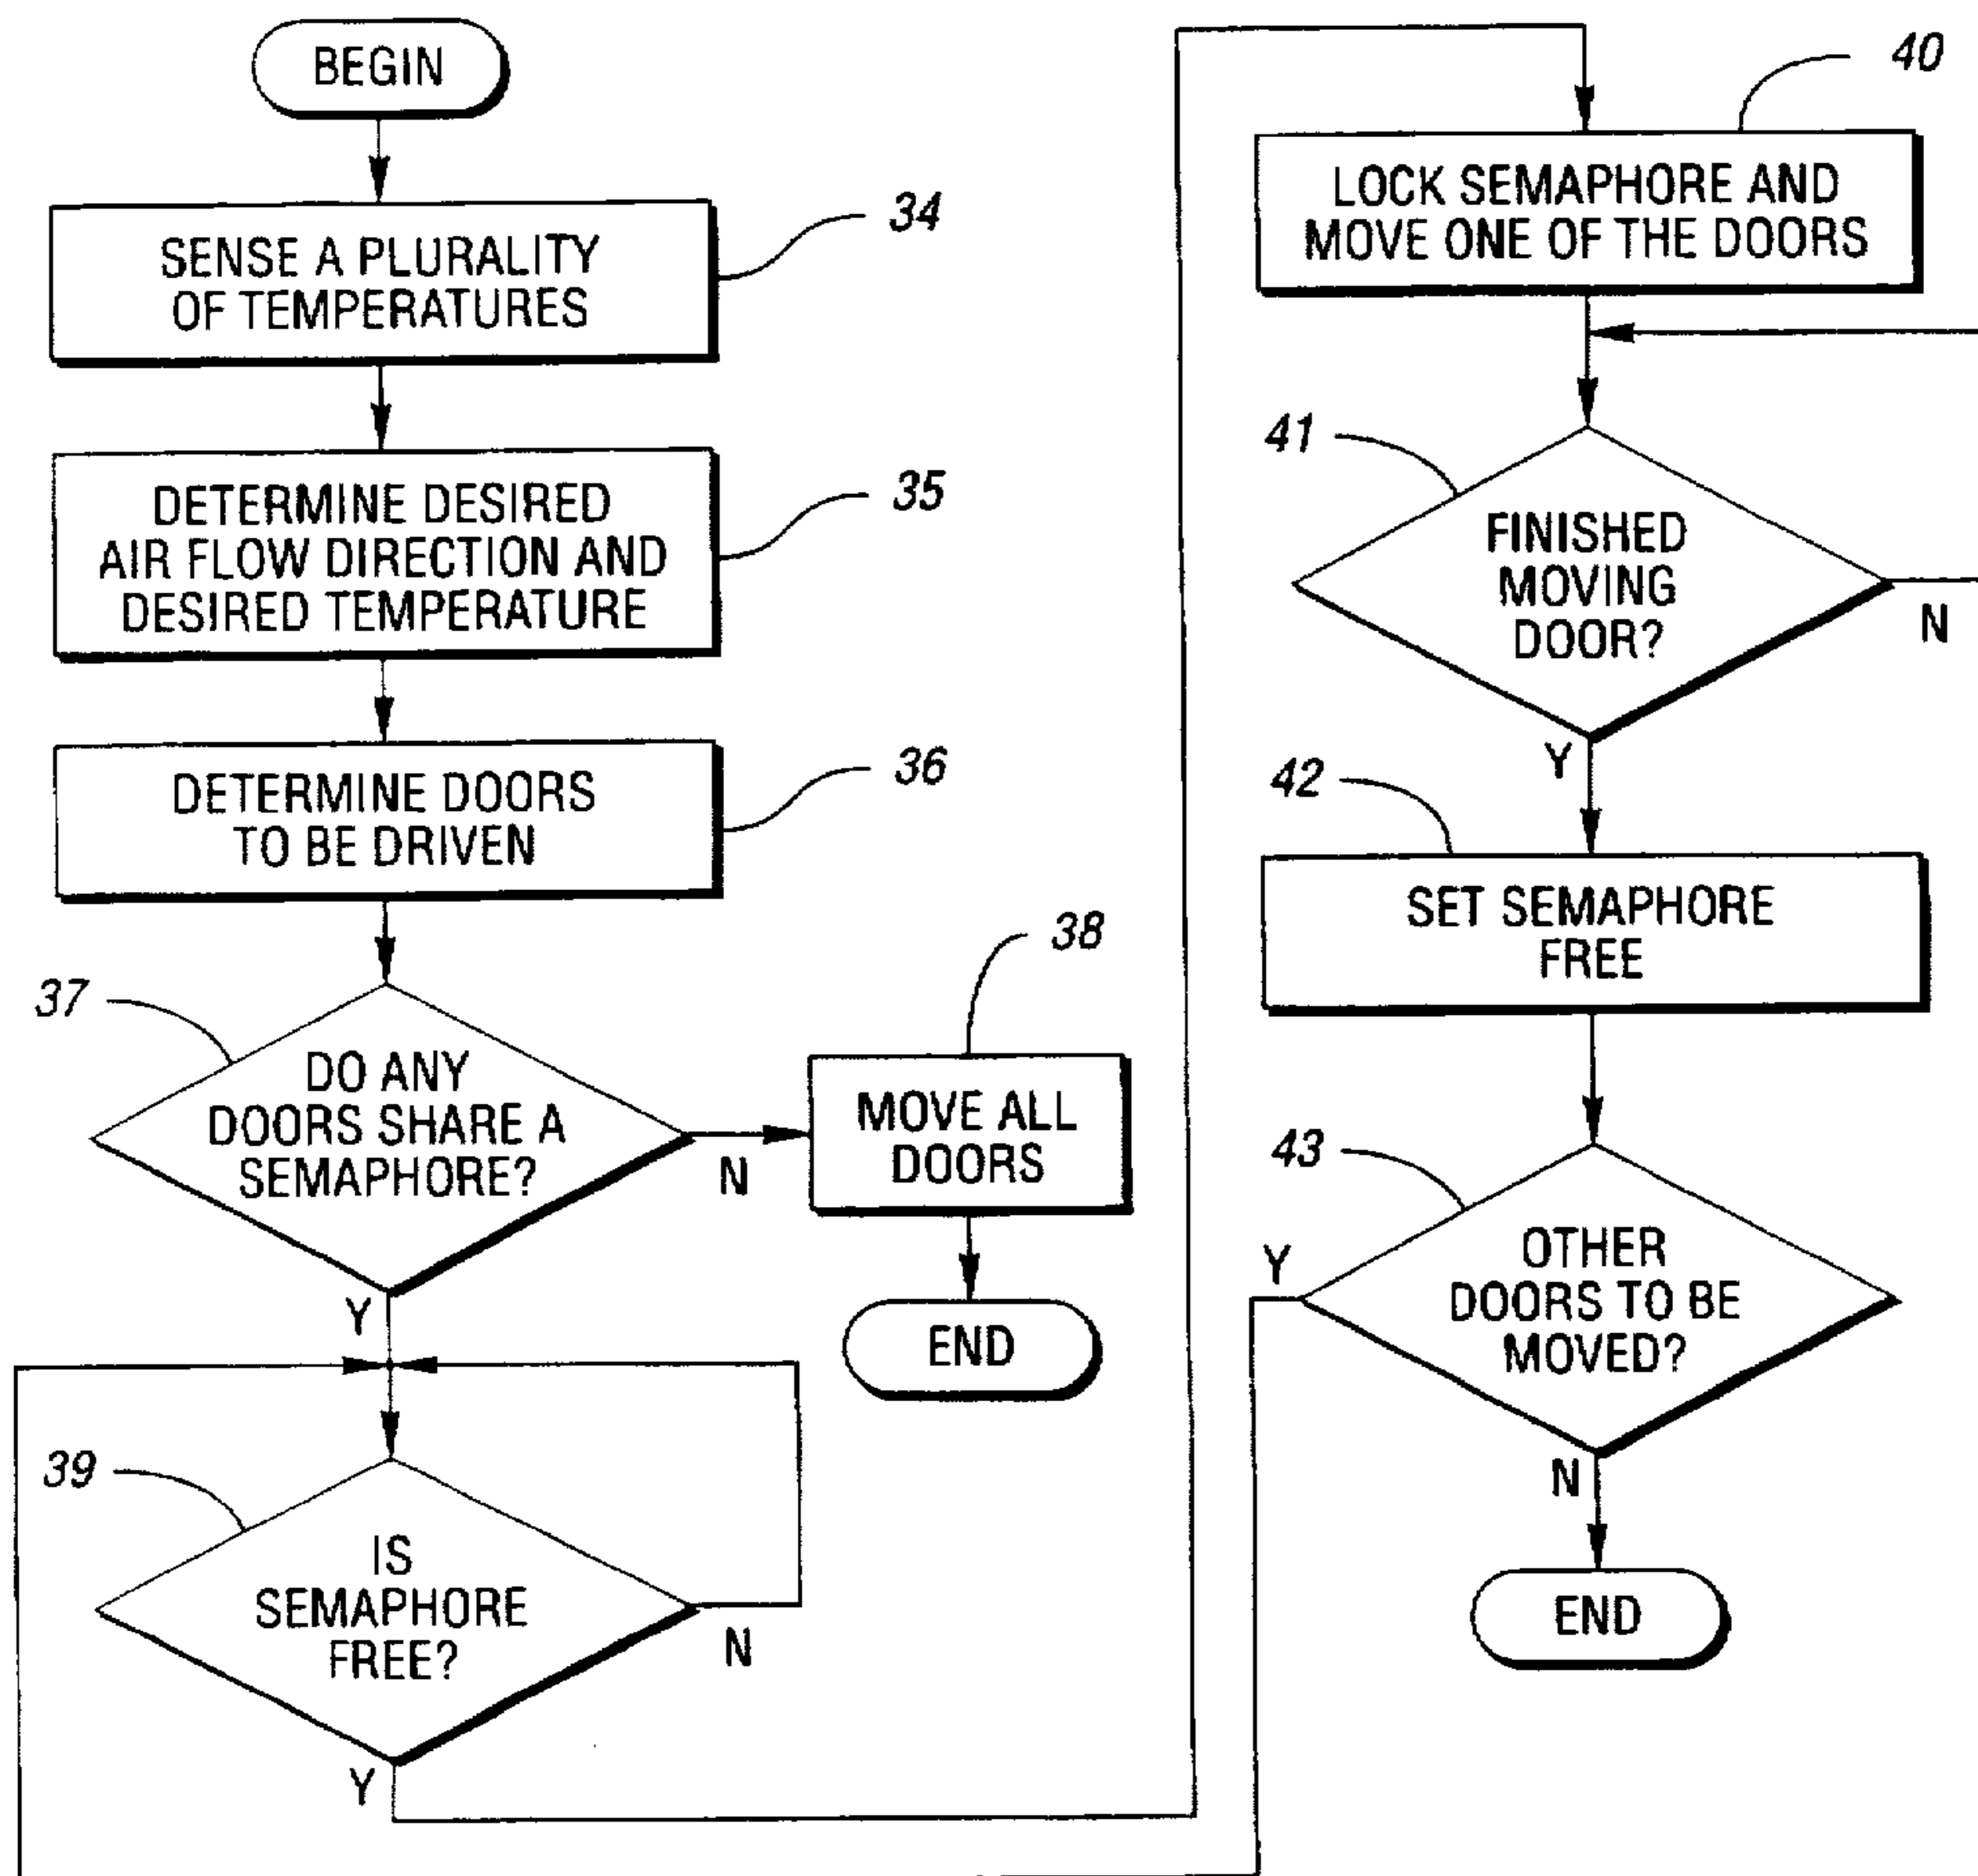 BEGIN
SENSE A PLURALITY
OF TEMPERATURES
34
DETERMINE DESIRED
AIR FLOW DIRECTION AND
DESIRED TEMPERATURE
35
DETERMINE DOORS
TO BE DRIVEN
36
37
DO ANY
DOORS SHARE A
SEMAPHORE?
N
Y
38
MOVE ALL
DOORS
END
39
IS
SEMAPHORE
FREE?
N
Y
40
LOCK SEMAPHORE AND
MOVE ONE OF THE DOORS
41
FINISHED
MOVING
DOOR?
N
Y
42
SET SEMAPHORE
FREE
43
OTHER
DOORS TO BE
MOVED?
Y
N
END